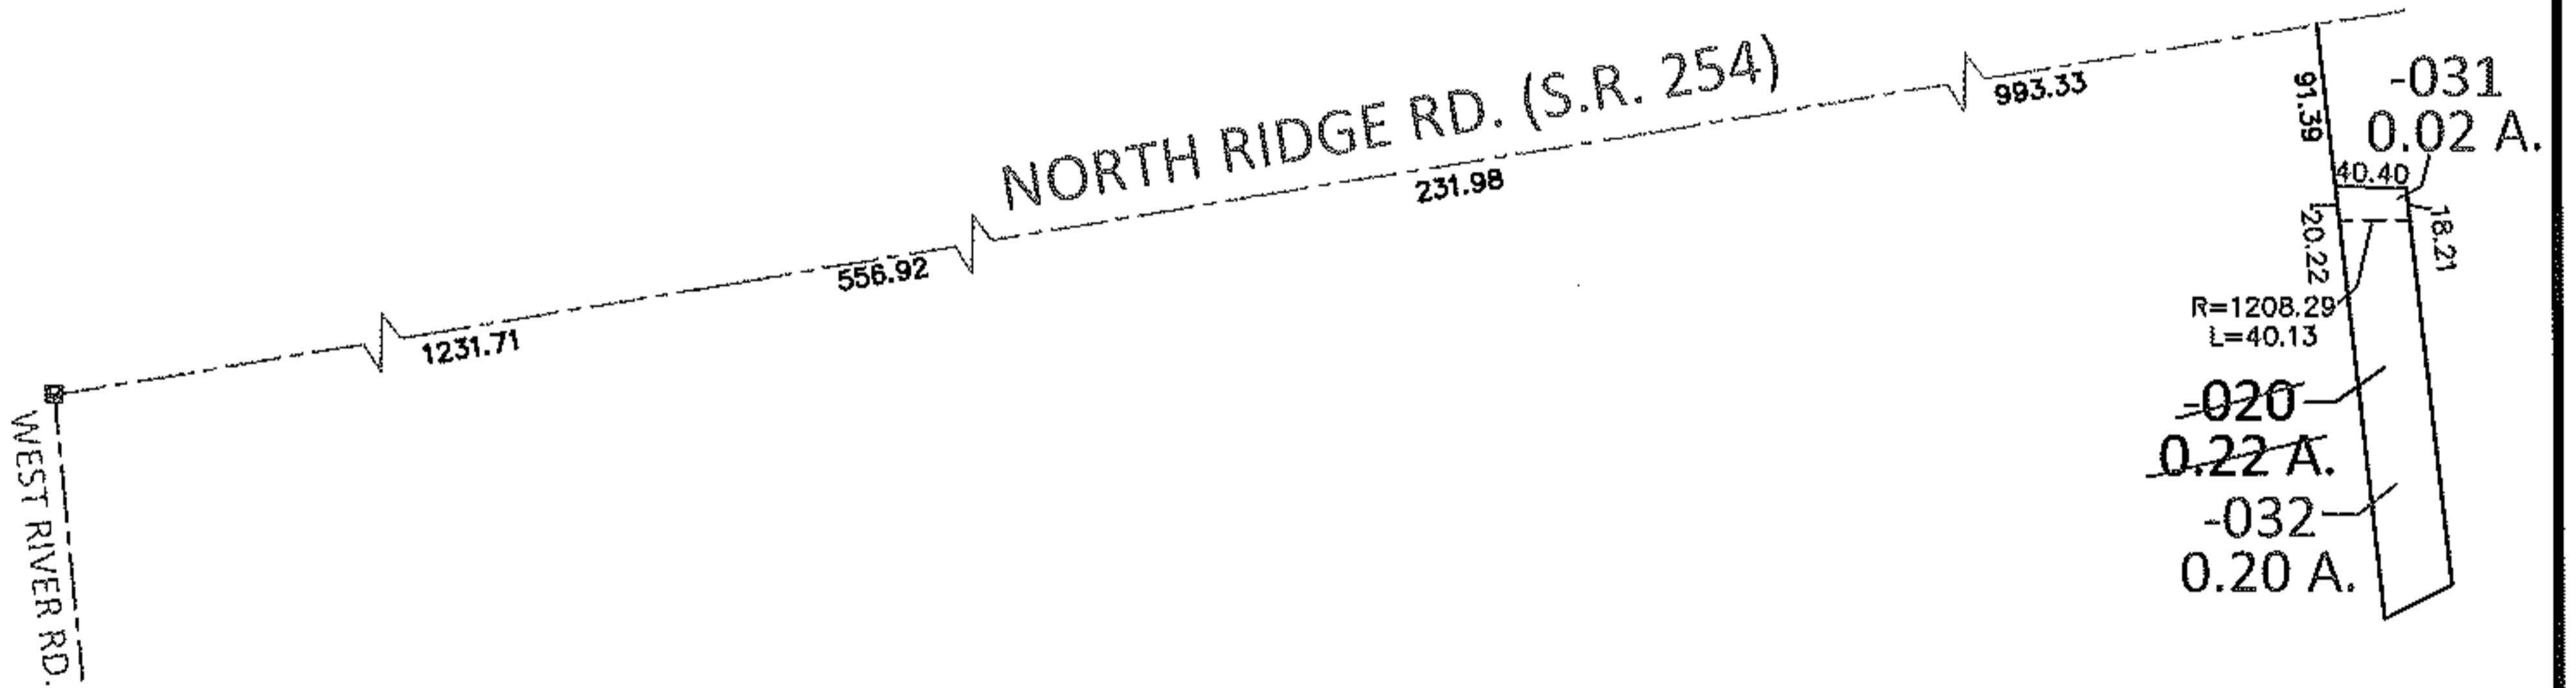 NORTH RIDGE RD. (S.R. 254)
993.33
231.98
556.92
1231.71
WEST RIVER RD.
91.39
-031
0.02 A.
40.40
20.22
18.21
R=1208.29
L=40.13
-020
0.22 A.
-032
0.20 A.